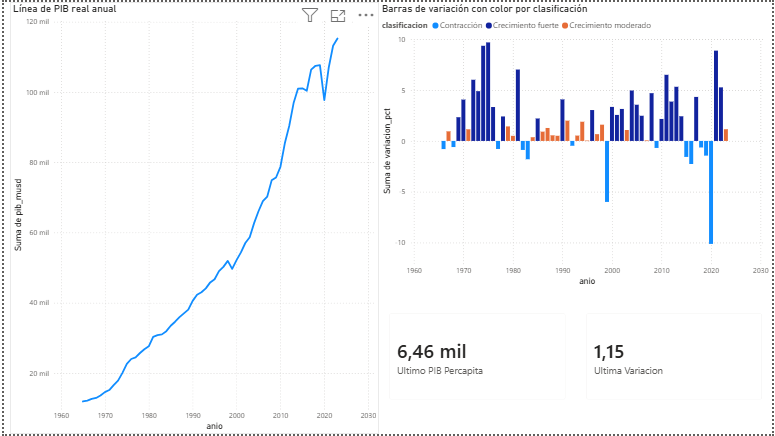 Línea de PIB real anual
Suma de pib_musd
120 mil
100 mil
80 mil
60 mil
40 mil
20 mil
1960 1970 1980 1990 2000 2010 2020 2030
anio
Barras de variación con color por clasificación
clasificacion Contracción Crecimiento fuerte Crecimiento moderado
Suma de variacion_pct
10
5
0
-5
-10
1960 1970 1980 1990 2000 2010 2020 2030
anio
6,46 mil
Ultimo PIB Percapita
1,15
Ultima Variacion